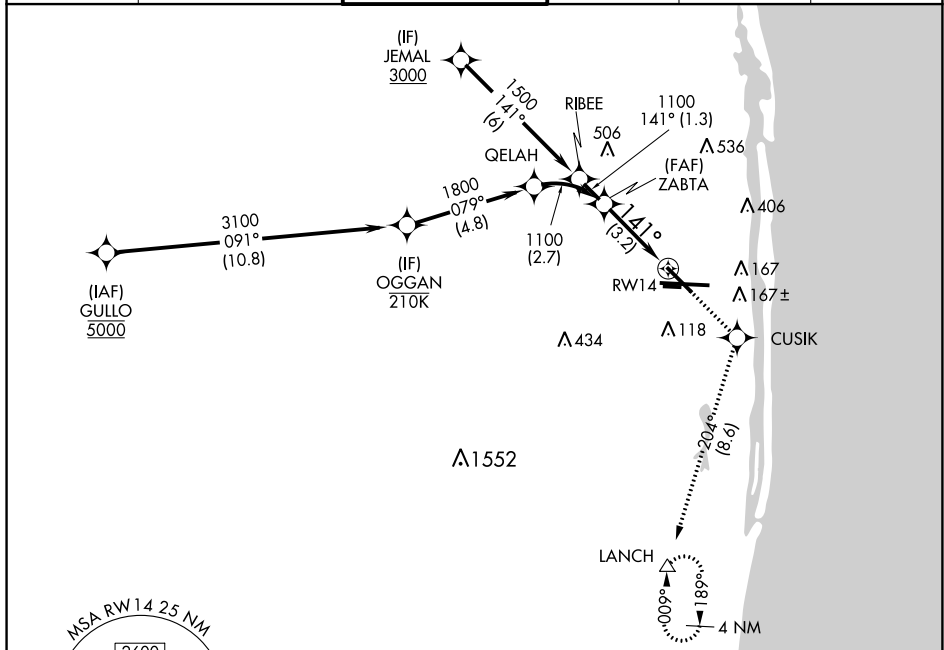 (IF)
JEMAL
3000
1500
141°
(6)
RIBEE
1100
141° (1.3)
506
536
QELAH
(FAF)
ZABTA
1800
079°
(4.8)
406
3100
091°
(10.8)
141°
(3.2)
1100
(2.7)
(IAF)
GULLO
5000
(IF)
OGGAN
210K
167
RW14
167±
118
434
CUSIK
204°
(8.6)
1552
LANCH
009°
189°
4 NM
MSA RW14 25 NM